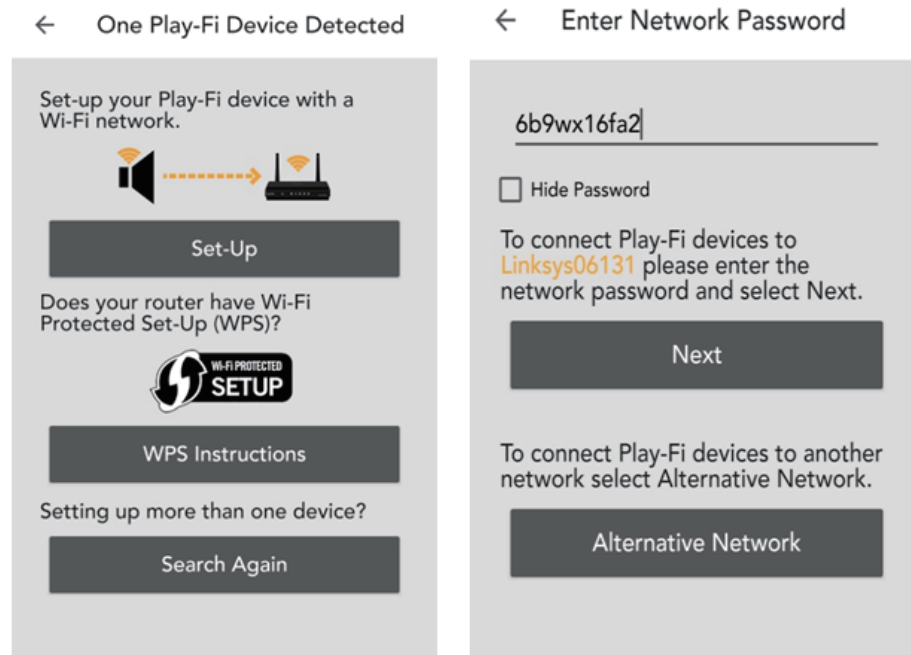 One Play-Fi Device Detected
Set-up your Play-Fi device with a
Wi-Fi network.
Set-Up
Does your router have Wi-Fi
Protected Set-Up (WPS)?
WI-FI PROTECTED
SETUP
WPS Instructions
Setting up more than one device?
Search Again
Enter Network Password
6b9wx16fa2
Hide Password
To connect Play-Fi devices to
Linksys06131 please enter the
network password and select Next.
Next
To connect Play-Fi devices to another
network select Alternative Network.
Alternative Network